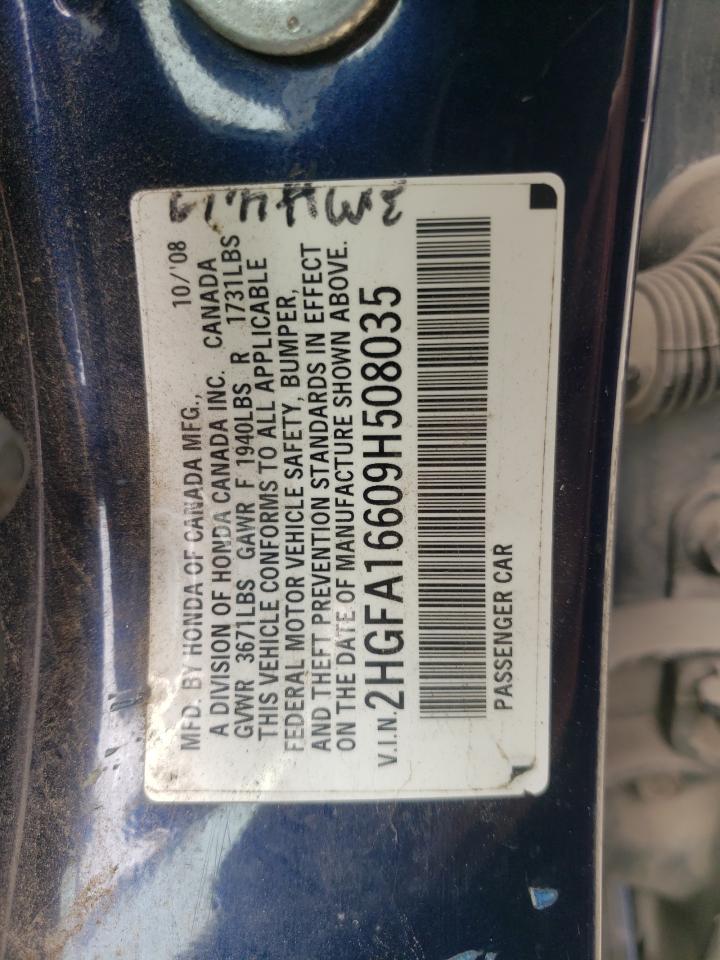 MFD. BY HONDA OF CANADA MFG., 10/'08
A DIVISION OF HONDA CANADA INC. CANADA
GVWR 3671LBS GAWR F 1940LBS R 1731LBS
THIS VEHICLE CONFORMS TO ALL APPLICABLE
FEDERAL MOTOR VEHICLE SAFETY, BUMPER,
AND THEFT PREVENTION STANDARDS IN EFFECT
ON THE DATE OF MANUFACTURE SHOWN ABOVE.
V.I.N. 2HGFA16609H508035
PASSENGER CAR